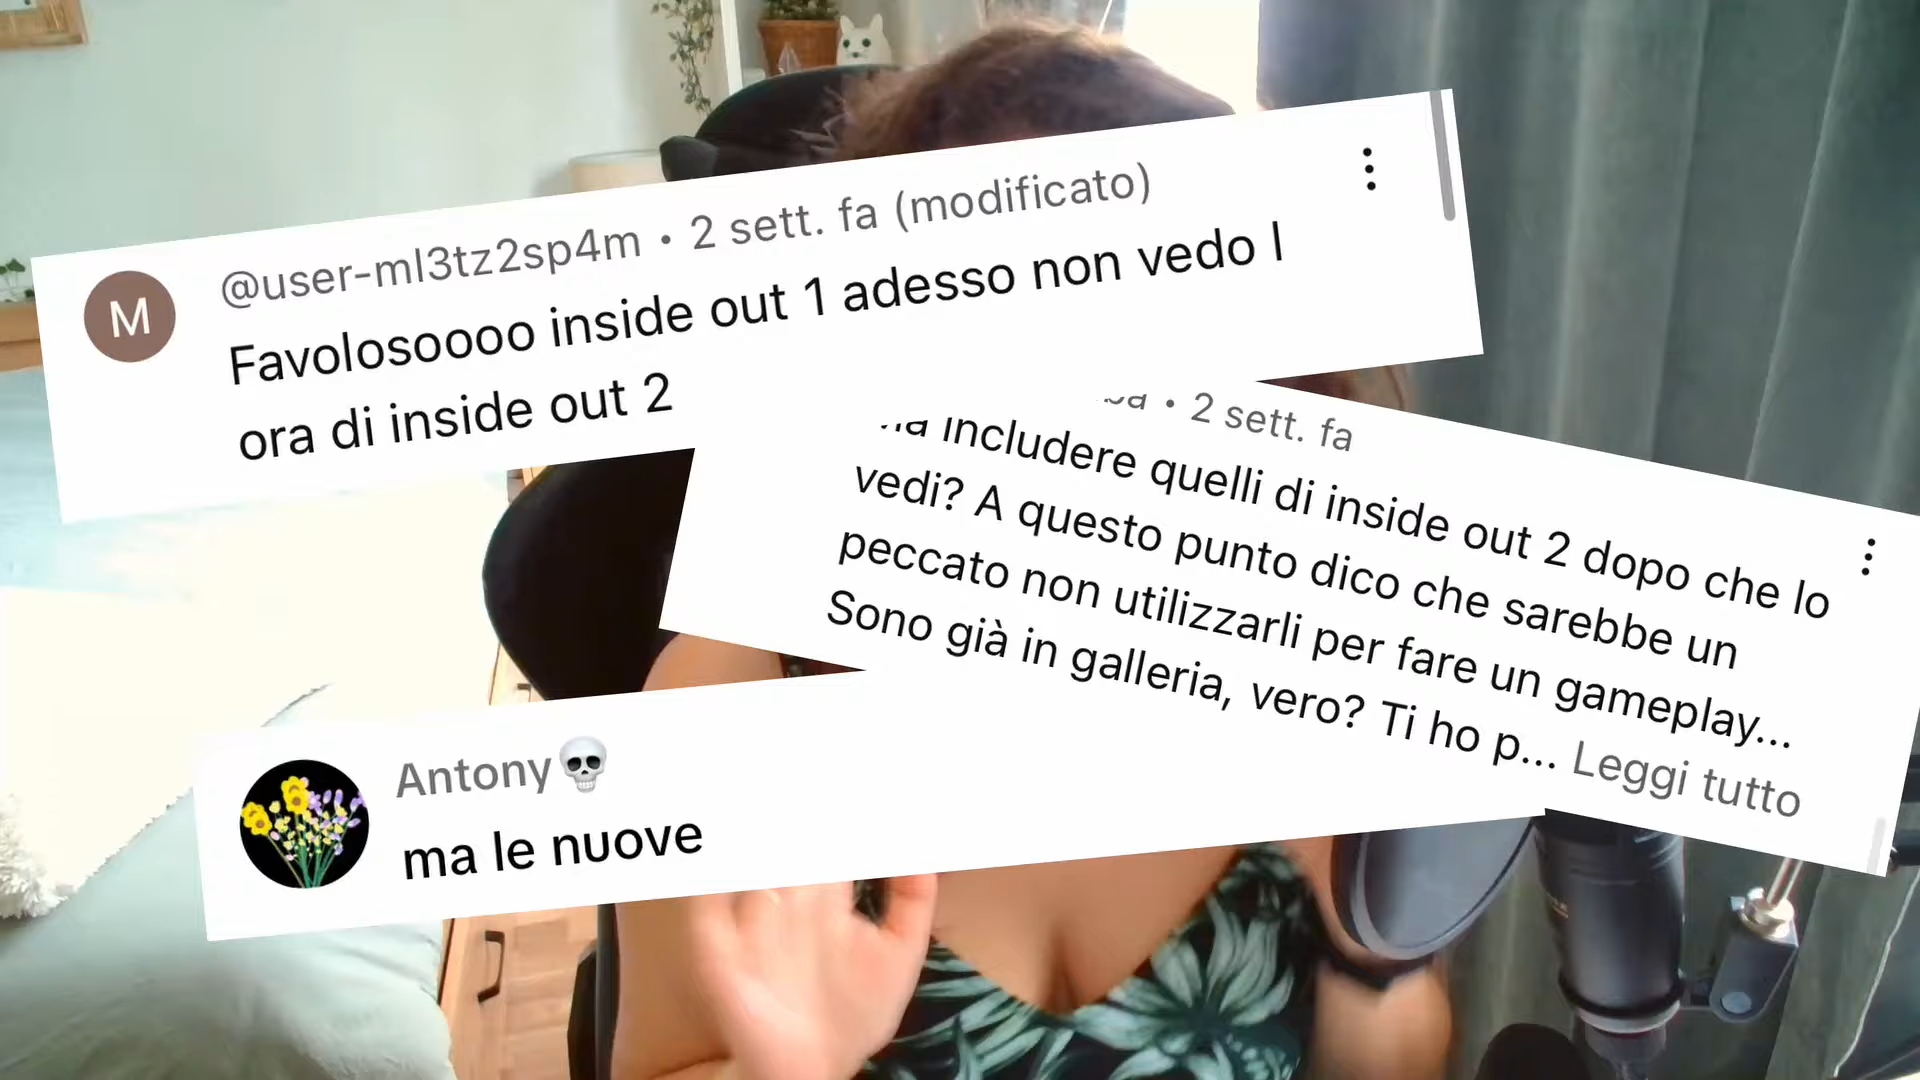 @user-ml3tz2sp4m • 2 sett. fa (modificato)
Favolosoooo inside out 1 adesso non vedo l
ora di inside out 2
• 2 sett. fa
includere quelli di inside out 2 dopo che lo
vedi? A questo punto dico che sarebbe un
peccato non utilizzarli per fare un gameplay...
Sono già in galleria, vero? Ti ho p... Leggi tutto
Antony💀
ma le nuove
M